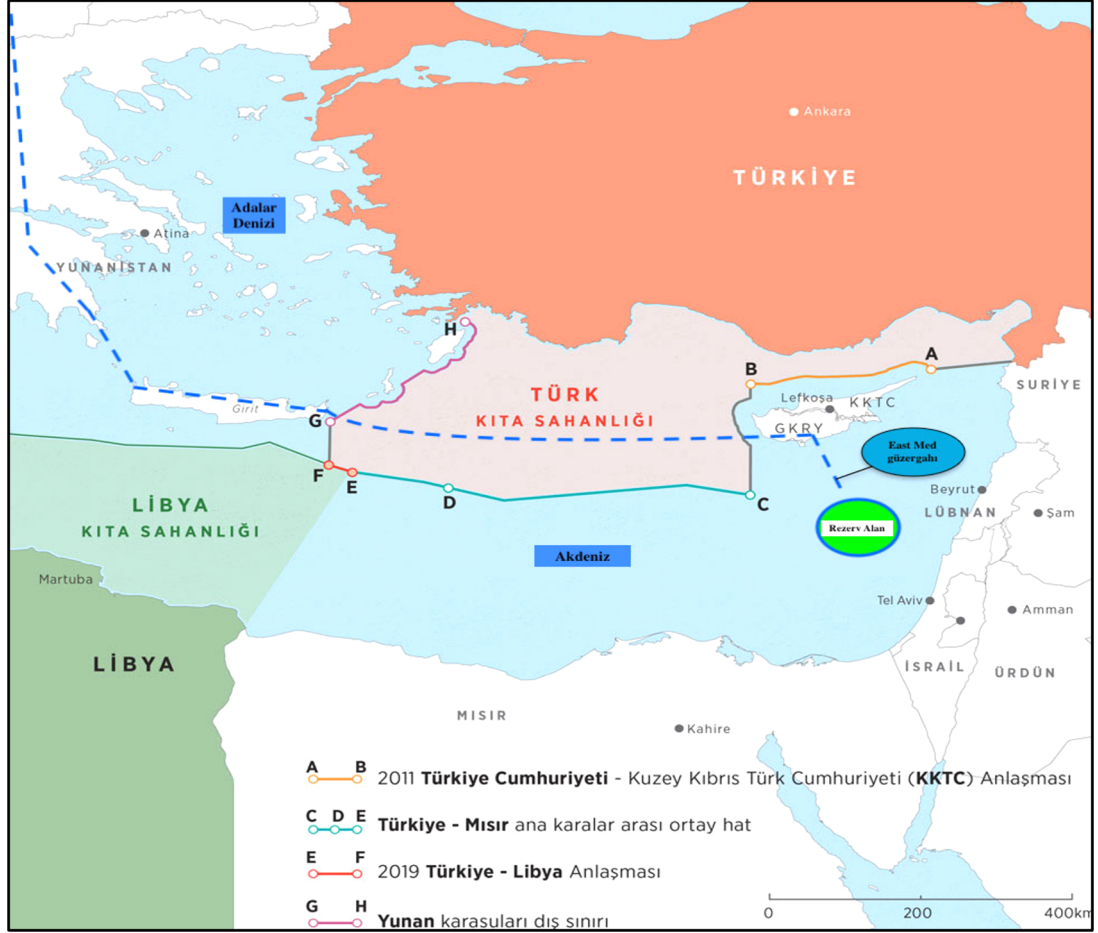 Ankara
TÜRKİYE
Adalar
Denizi
Atina
YUNANİSTAN
H
A
B
SURİYE
TÜRK
KITA SAHANLIĞI
Lefkoşa
KKTC
Girit
G
GKRY
East Med
güzergahı
F
E
D
C
Beyrut
LÜBNAN
LİBYA
KITA SAHANLIĞI
Şam
Rezerv Alan
Akdeniz
Martuba
Tel Aviv
Amman
LİBYA
İSRAİL
ÜRDÜN
MISIR
Kahire
A B
2011 Türkiye Cumhuriyeti - Kuzey Kıbrıs Türk Cumhuriyeti (KKTC) Anlaşması
C D E
Türkiye - Mısır ana karalar arası ortay hat
E F
2019 Türkiye - Libya Anlaşması
G H
Yunan karasuları dış sınırı
0 200 400km